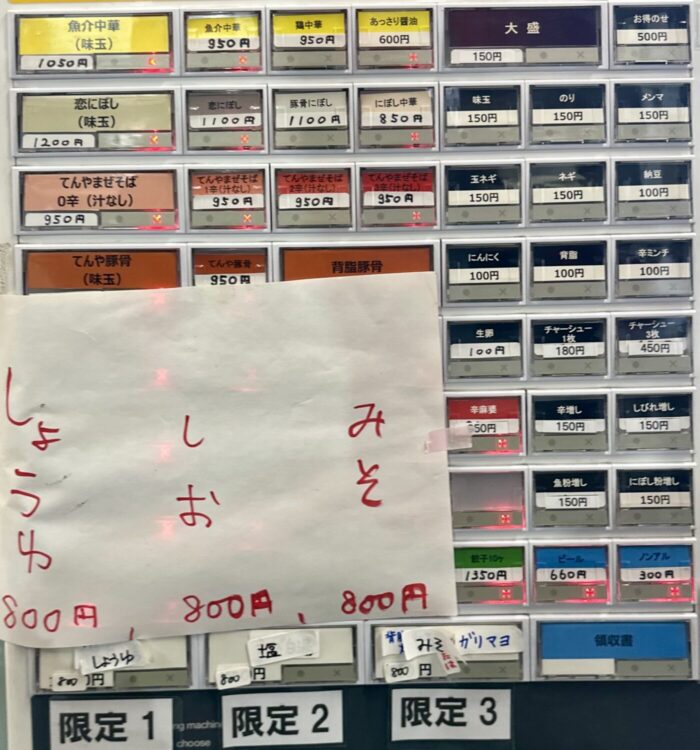 魚介中華
(味玉)
1050円
魚介中華
950円
鶏中華
950円
あっさり醤油
600円
大盛
150円
お得のせ
500円
恋にぼし
(味玉)
1200円
恋にぼし
1100円
豚骨にぼし
1100円
にぼし中華
850円
味玉
150円
のり
150円
メンマ
150円
てんやまぜそば
0辛(汁なし)
950円
てんやまぜそば
1辛(汁なし)
950円
てんやまぜそば
2辛(汁なし)
950円
てんやまぜそば
3辛(汁なし)
950円
玉ネギ
150円
ネギ
150円
納豆
100円
てんや豚骨
(味玉)
てんや豚骨
950円
背脂豚骨
にんにく
100円
背脂
100円
辛ミンチ
100円
生卵
100円
チャーシュー
1枚
180円
チャーシュー
3枚
450円
辛麻婆
50円
辛増し
150円
しびれ増し
150円
魚粉増し
150円
にぼし粉増し
150円
餃子10ヶ
1350円
ビール
660円
ノンアル
300円
しょうゆ
800円
しお
800円
みそ
800円
しょうゆ
800円
塩
800
みそ ガリマヨ
800円
領収書
限定1
限定2
限定3
ng machin
choose